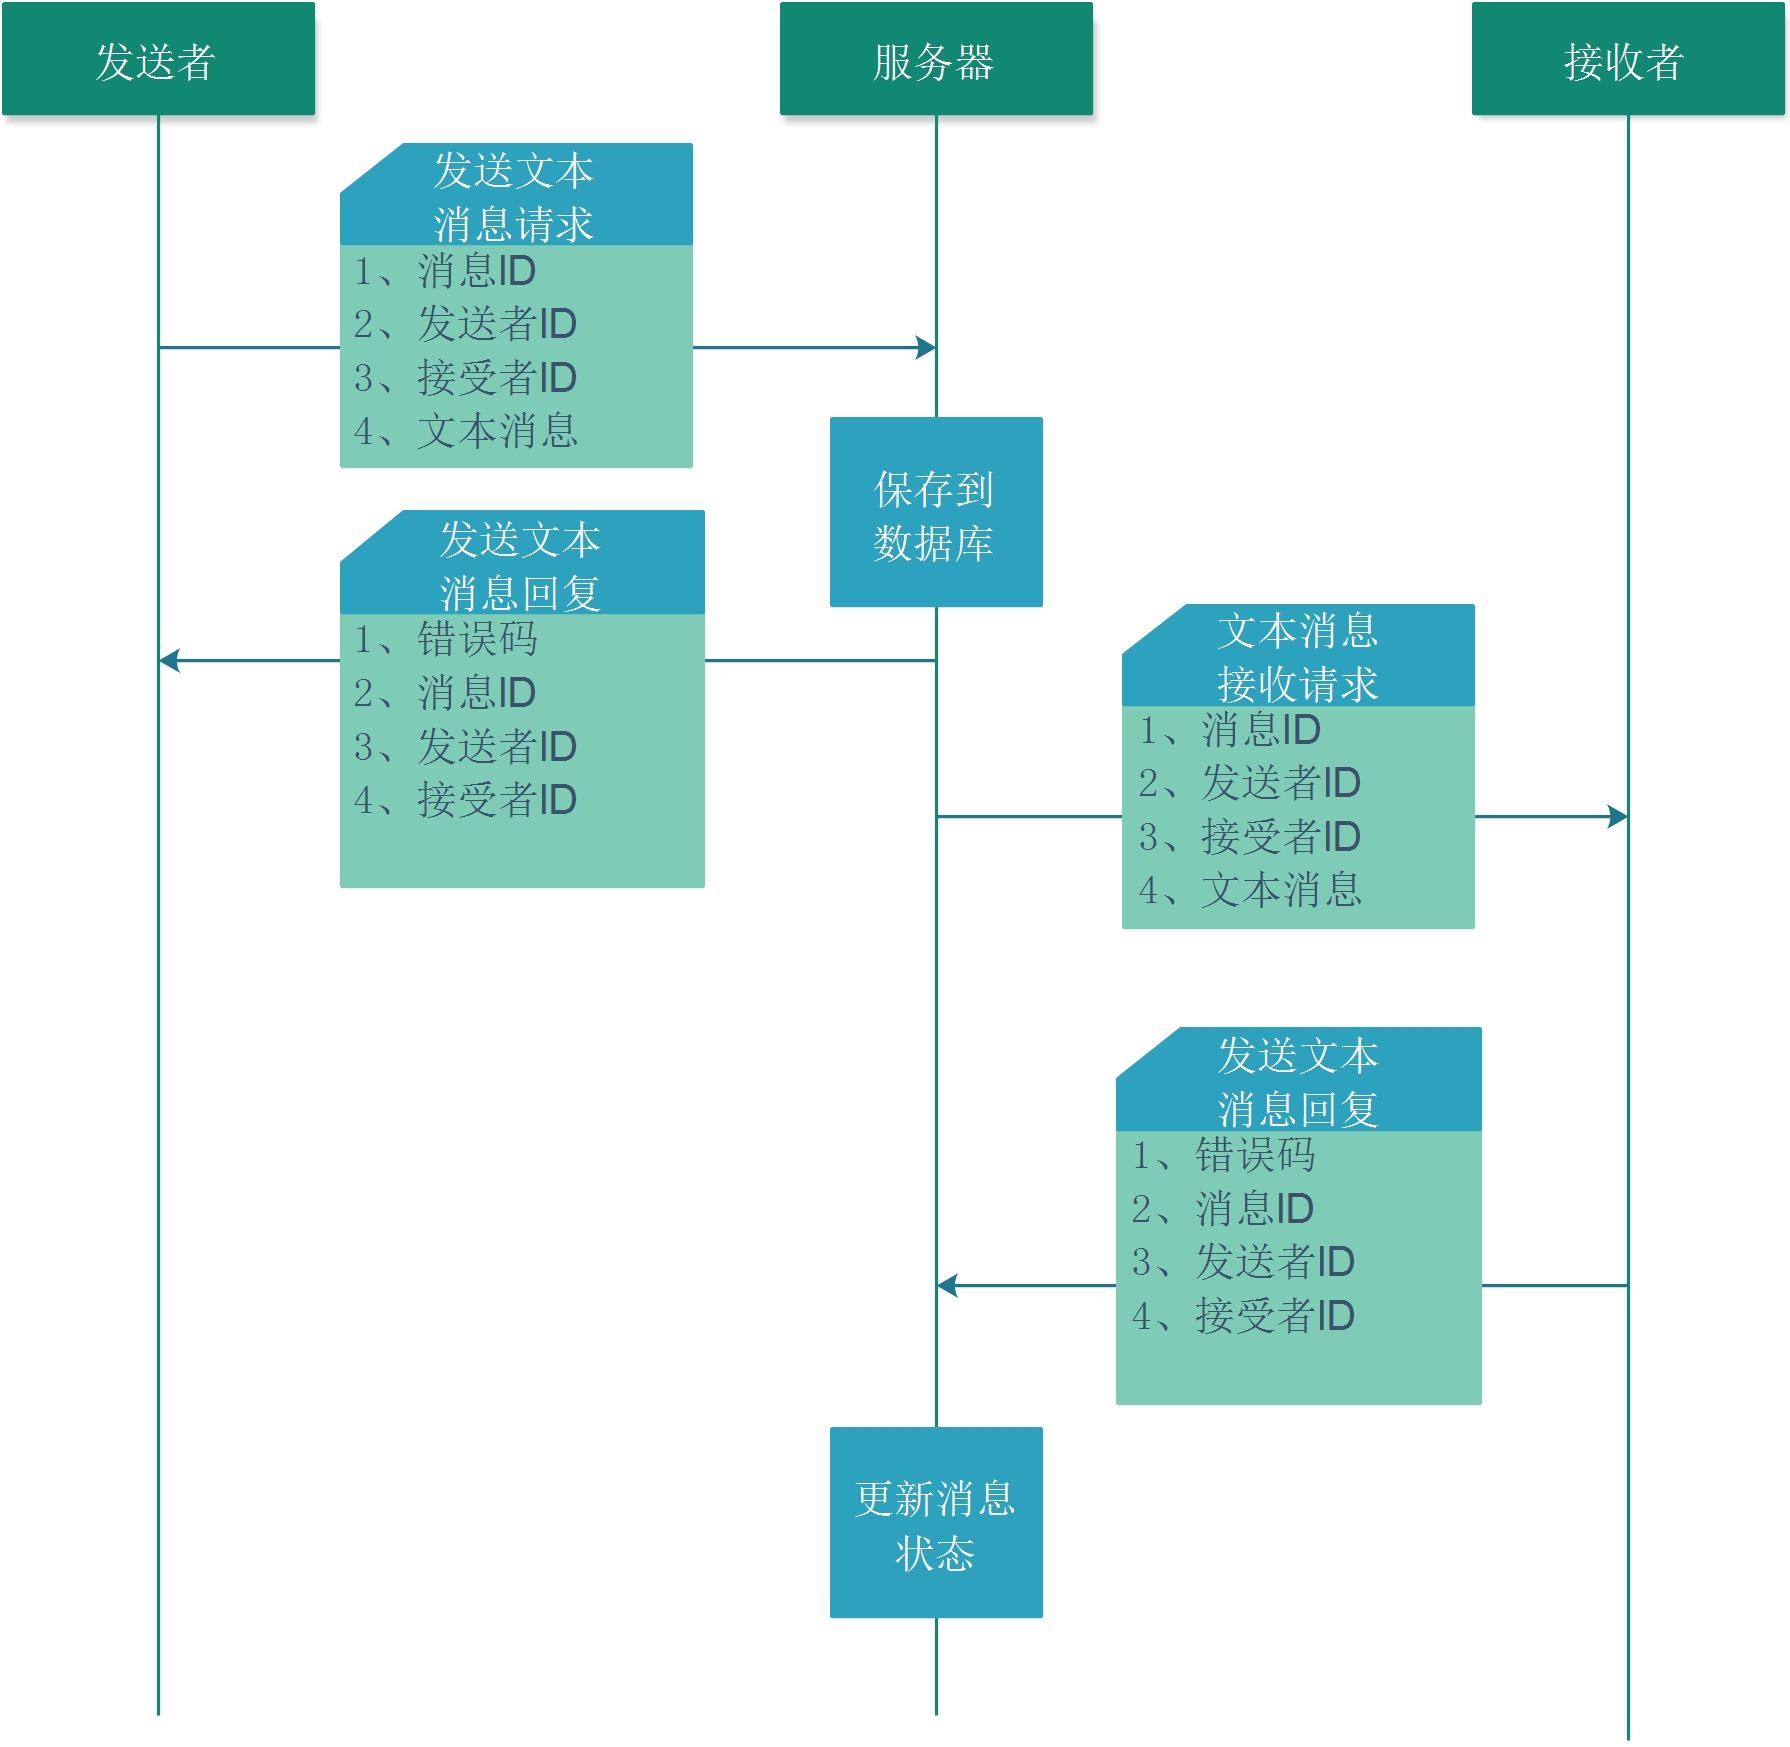 发送者
服务器
接收者
发送文本
消息请求
1、消息ID
2、发送者ID
3、接受者ID
4、文本消息
保存到
数据库
发送文本
消息回复
1、错误码
2、消息ID
3、发送者ID
4、接受者ID
文本消息
接收请求
1、消息ID
2、发送者ID
3、接受者ID
4、文本消息
发送文本
消息回复
1、错误码
2、消息ID
3、发送者ID
4、接受者ID
更新消息
状态